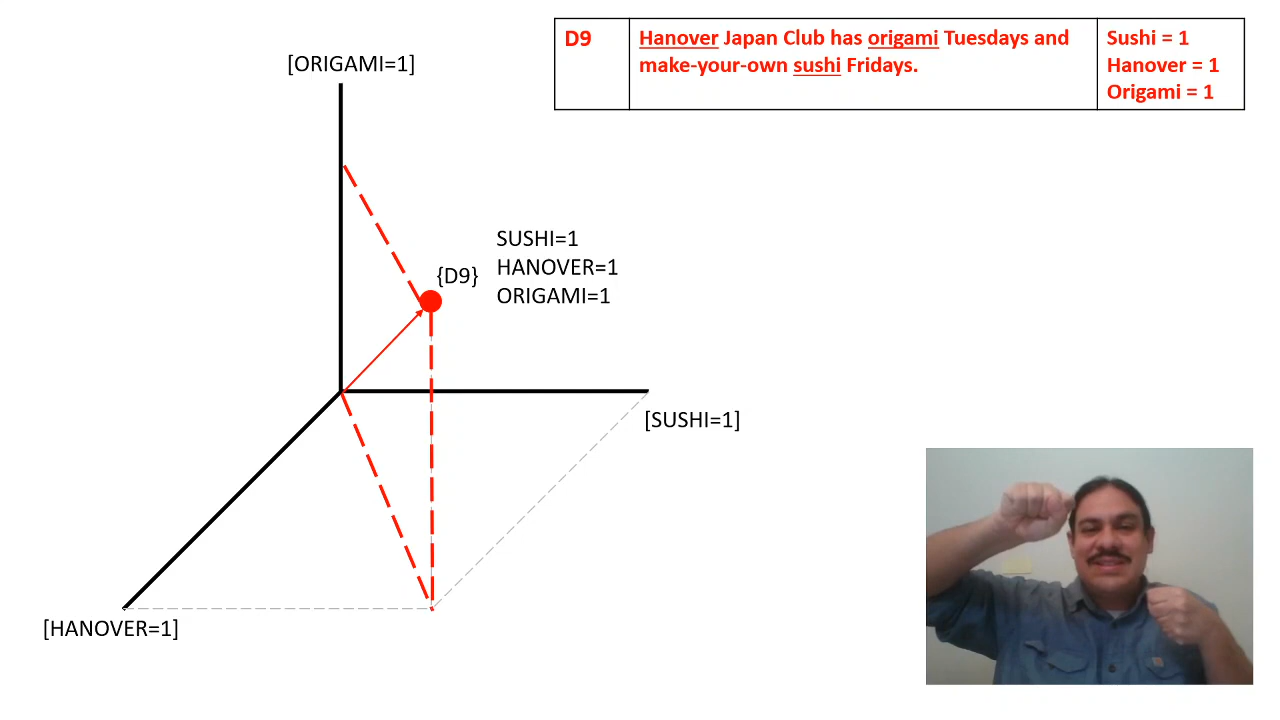 [ORIGAMI=1]
D9
Hanover Japan Club has origami Tuesdays and
make-your-own sushi Fridays.
Sushi = 1
Hanover = 1
Origami = 1
{D9}
SUSHI=1
HANOVER=1
ORIGAMI=1
[SUSHI=1]
[HANOVER=1]